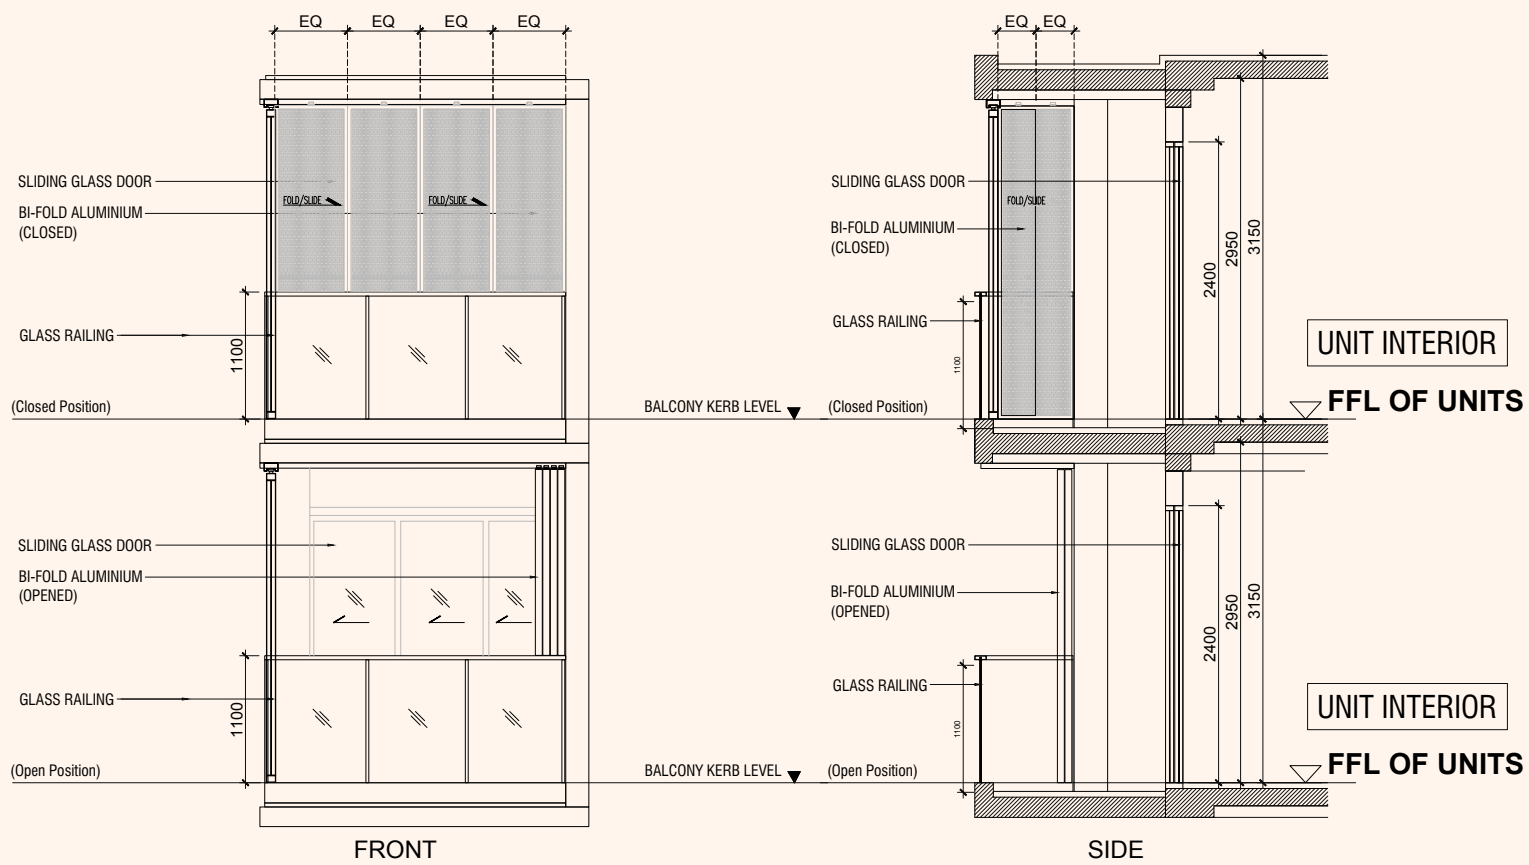 EQ EQ EQ EQ
SLIDING GLASS DOOR
FOLD/SLIDE FOLD/SLIDE
BI-FOLD ALUMINIUM
(CLOSED)
GLASS RAILING
1100
(Closed Position)
BALCONY KERB LEVEL
SLIDING GLASS DOOR
BI-FOLD ALUMINIUM
(OPENED)
GLASS RAILING
1100
(Open Position)
BALCONY KERB LEVEL
FRONT
EQ EQ
SLIDING GLASS DOOR
FOLD/SLIDE
BI-FOLD ALUMINIUM
(CLOSED)
2400
2950
3150
GLASS RAILING
1100
UNIT INTERIOR
(Closed Position)
FFL OF UNITS
SLIDING GLASS DOOR
BI-FOLD ALUMINIUM
(OPENED)
2400
2950
3150
GLASS RAILING
1100
UNIT INTERIOR
(Open Position)
FFL OF UNITS
SIDE